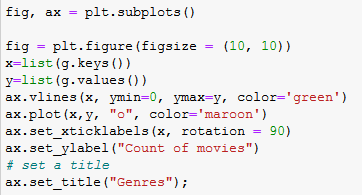 fig, ax = plt.subplots()
fig = plt.figure(figsize = (10, 10))
x=list(g.keys())
y=list(g.values())
ax.vlines(x, ymin=0, ymax=y, color='green')
ax.plot(x,y, "o", color='maroon')
ax.set_xticklabels(x, rotation = 90)
ax.set_ylabel("Count of movies")
# set a title
ax.set_title("Genres");